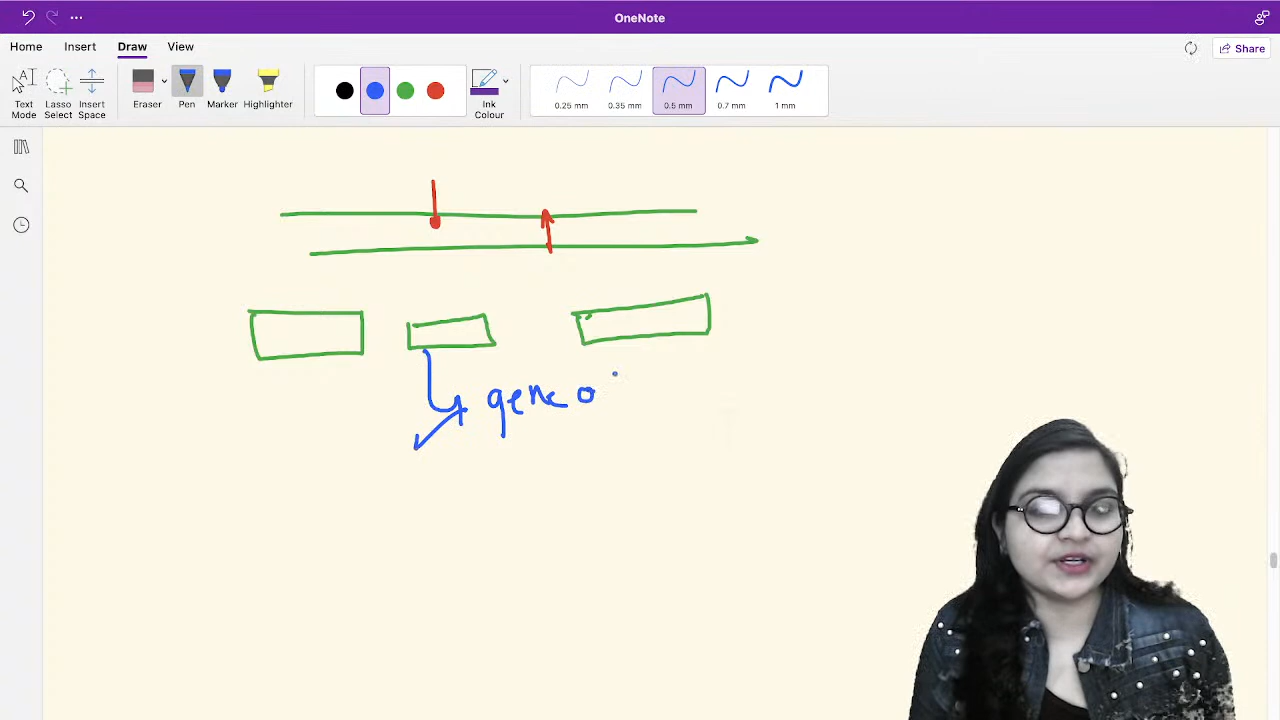 OneNote
Home Insert Draw View
Share
Text Mode
Lasso Select
Insert Space
Eraser
Pen
Marker
Highlighter
Ink Colour
0.25 mm
0.35 mm
0.5 mm
0.7 mm
1 mm
gene o